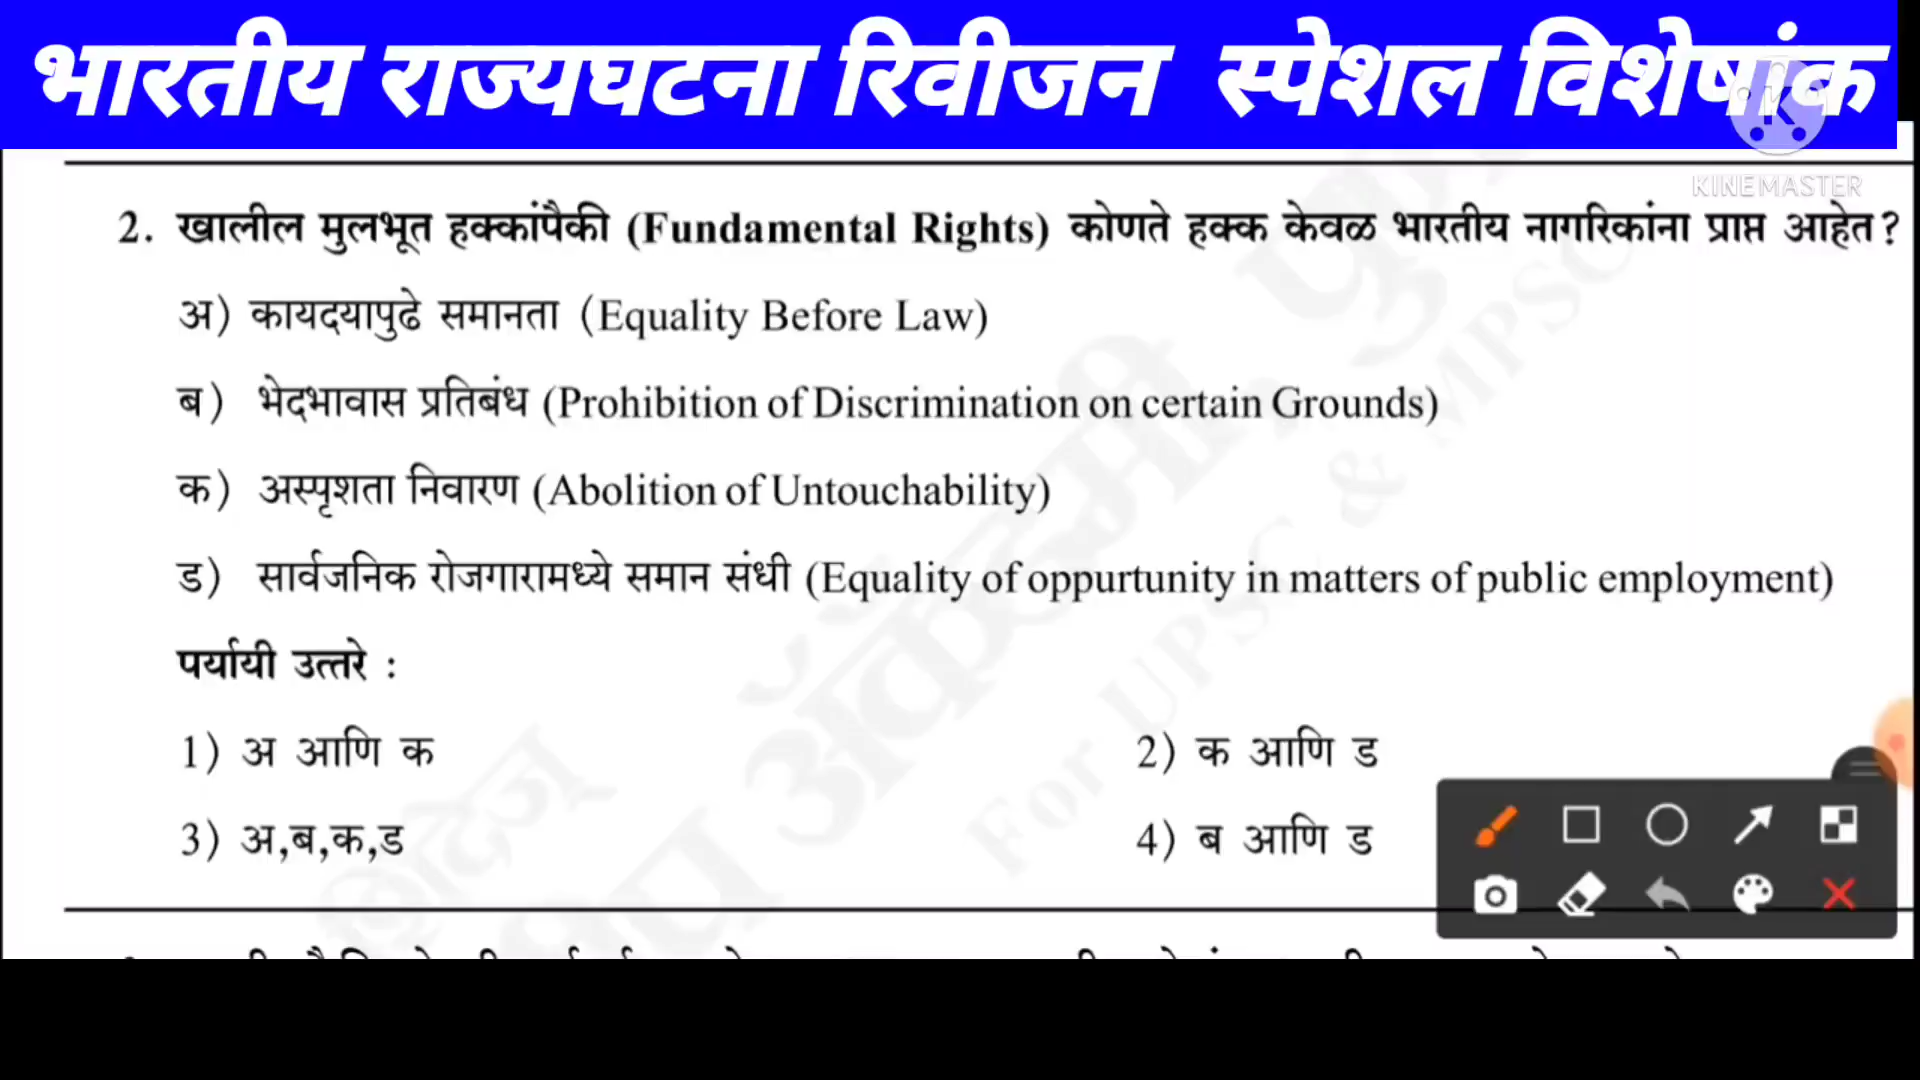 भारतीय राज्यघटना रिवीजन स्पेशल विशेषांक
KINEMASTER
2. खालील मुलभूत हक्कांपैकी (Fundamental Rights) कोणते हक्क केवळ भारतीय नागरिकांना प्राप्त आहेत?
अ) कायदयापुढे समानता (Equality Before Law)
ब) भेदभावास प्रतिबंध (Prohibition of Discrimination on certain Grounds)
क) अस्पृशता निवारण (Abolition of Untouchability)
ड) सार्वजनिक रोजगारामध्ये समान संधी (Equality of oppurtunity in matters of public employment)
पर्यायी उत्तरे :
1) अ आणि क
2) क आणि ड
3) अ,ब,क,ड
4) ब आणि ड
For UPSC & MPSC